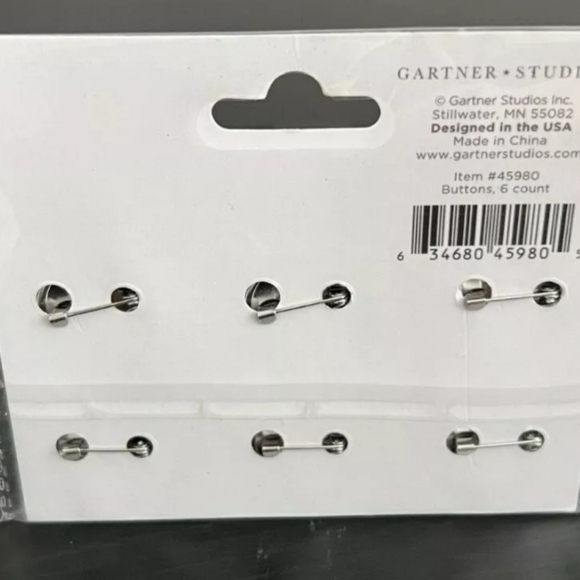 GARTNER ★ STUDI
© Gartner Studios Inc.
Stillwater, MN 55082
Designed in the USA
Made in China
www.gartnerstudios.com
Item #45980
Buttons, 6 count
6 34680 45980 5